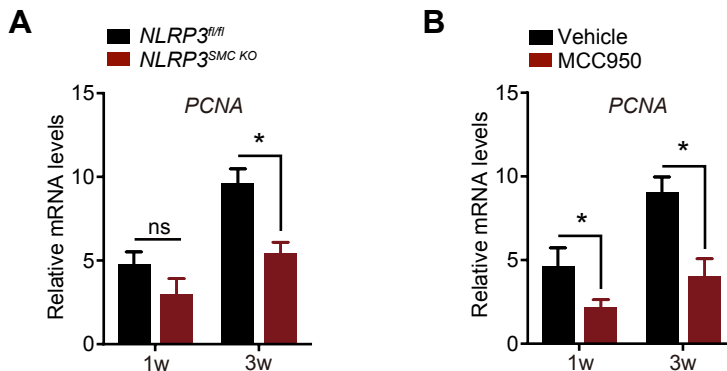 A
NLRP3fl/fl
NLRP3SMC KO
PCNA
Relative mRNA levels
15
10
5
0
ns
*
1w
3w
B
Vehicle
MCC950
PCNA
Relative mRNA levels
15
10
5
0
*
*
1w
3w